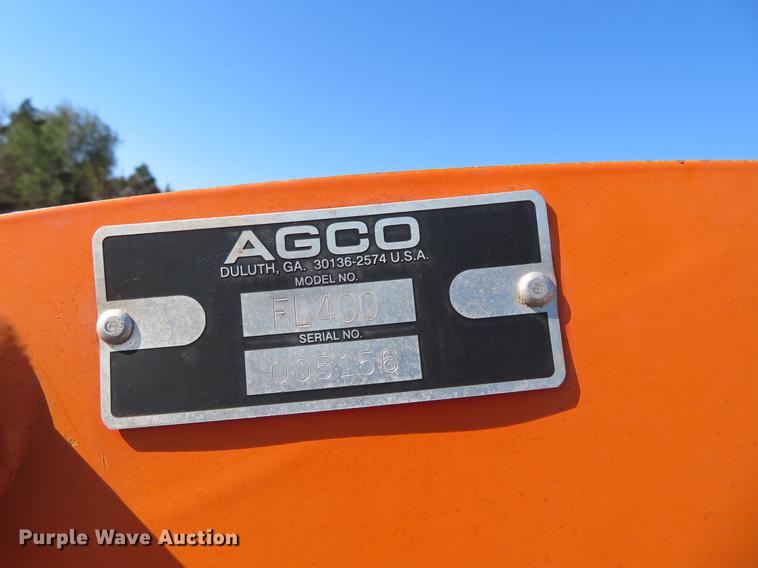 AGCO
DULUTH, GA. 30136-2574 U.S.A.
MODEL NO.
FL400
SERIAL NO.
005156
Purple Wave Auction